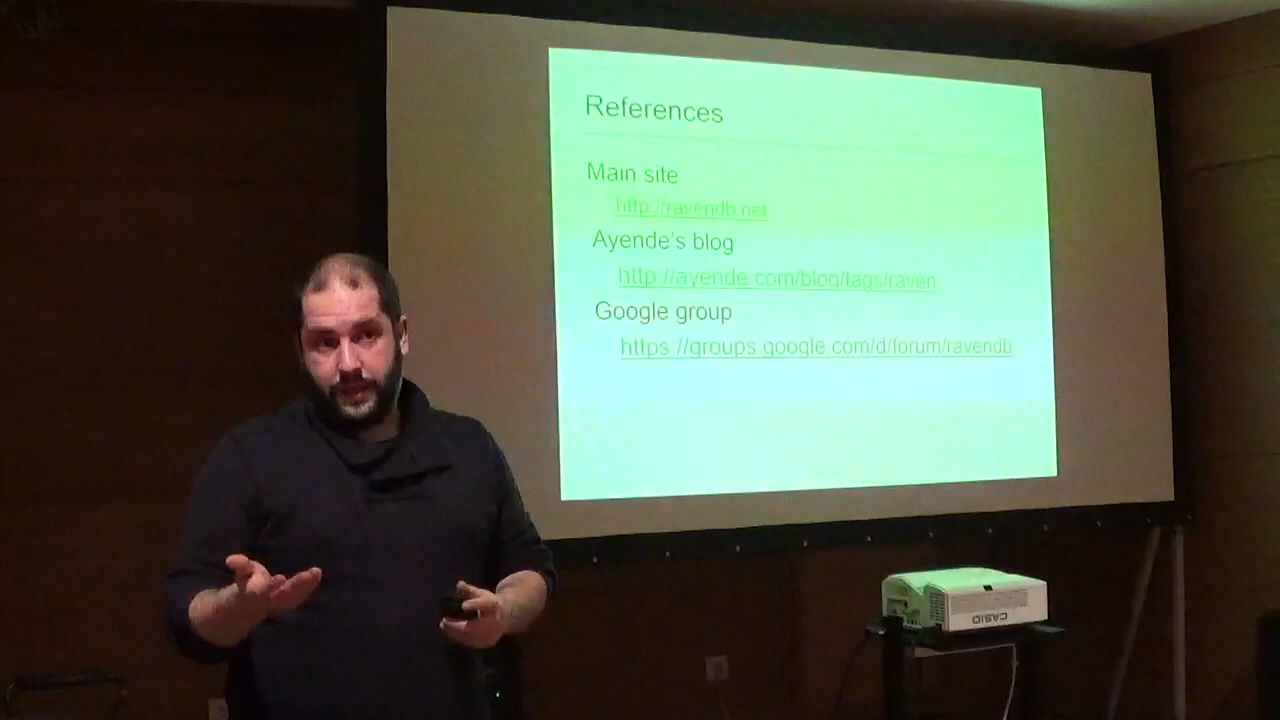 References
Main site
http://ravendb.net
Ayende's blog
http://ayende.com/blog/tags/raven
Google group
https://groups.google.com/d/forum/ravendb
CASIO